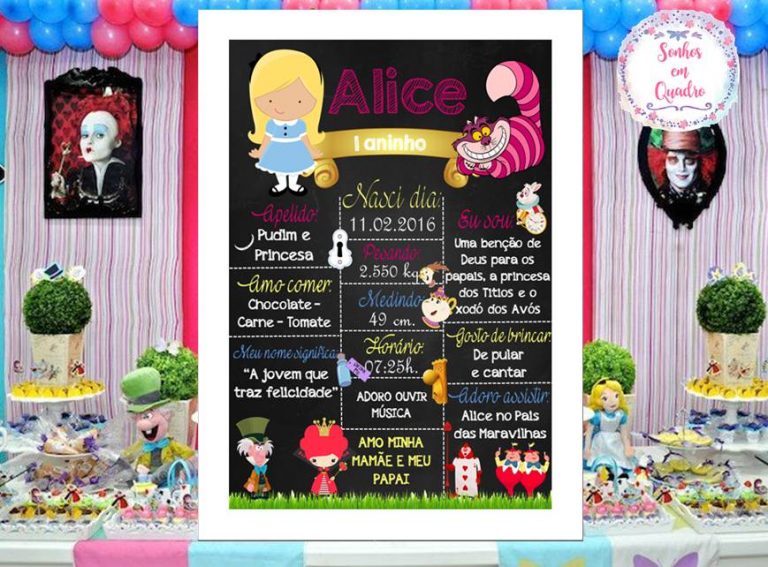 Sonhos
em
Quadro
Alice
1 aninho
Apelido:
Pudim e
Princesa
Amo comer:
Chocolate -
Carne - Tomate
Meu nome significa:
"A jovem que
traz felicidade"
Nasci dia:
11.02.2016
Pesando:
2.550 kg
Medindo:
49 cm.
Horário:
07:25h.
ADORO OUVIR
MÚSICA
AMO MINHA
MAMÃE E MEU
PAPAI
Eu sou:
Uma benção de
Deus para os
papais, a princesa
dos Titios e o
xodó dos Avós
Gosto de brincar:
De pular
e cantar
Adoro assistir:
Alice no País
das Maravilhas